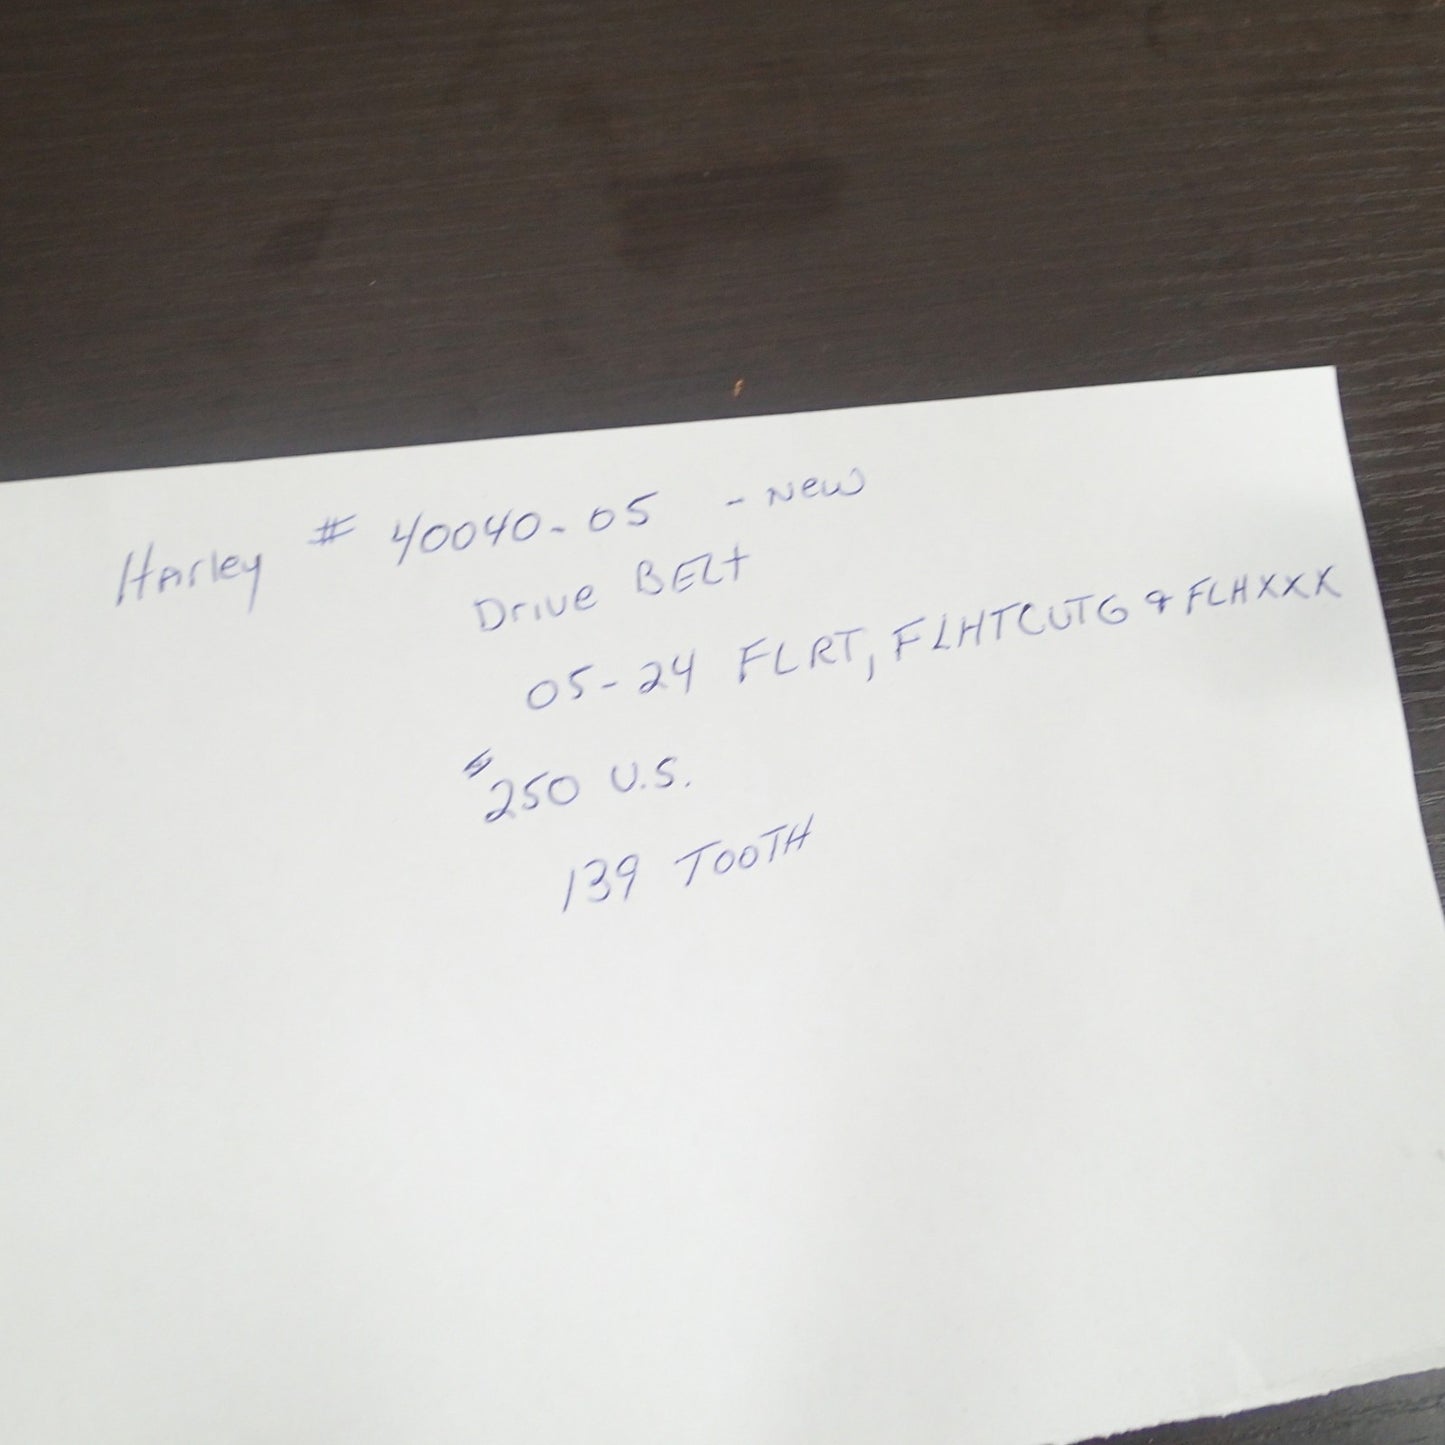 Harley # 40040-05 - New
Drive BELT
05-24 FLRT, FLHTCUTG & FLHXXX
$250 U.S.
139 TOOTH